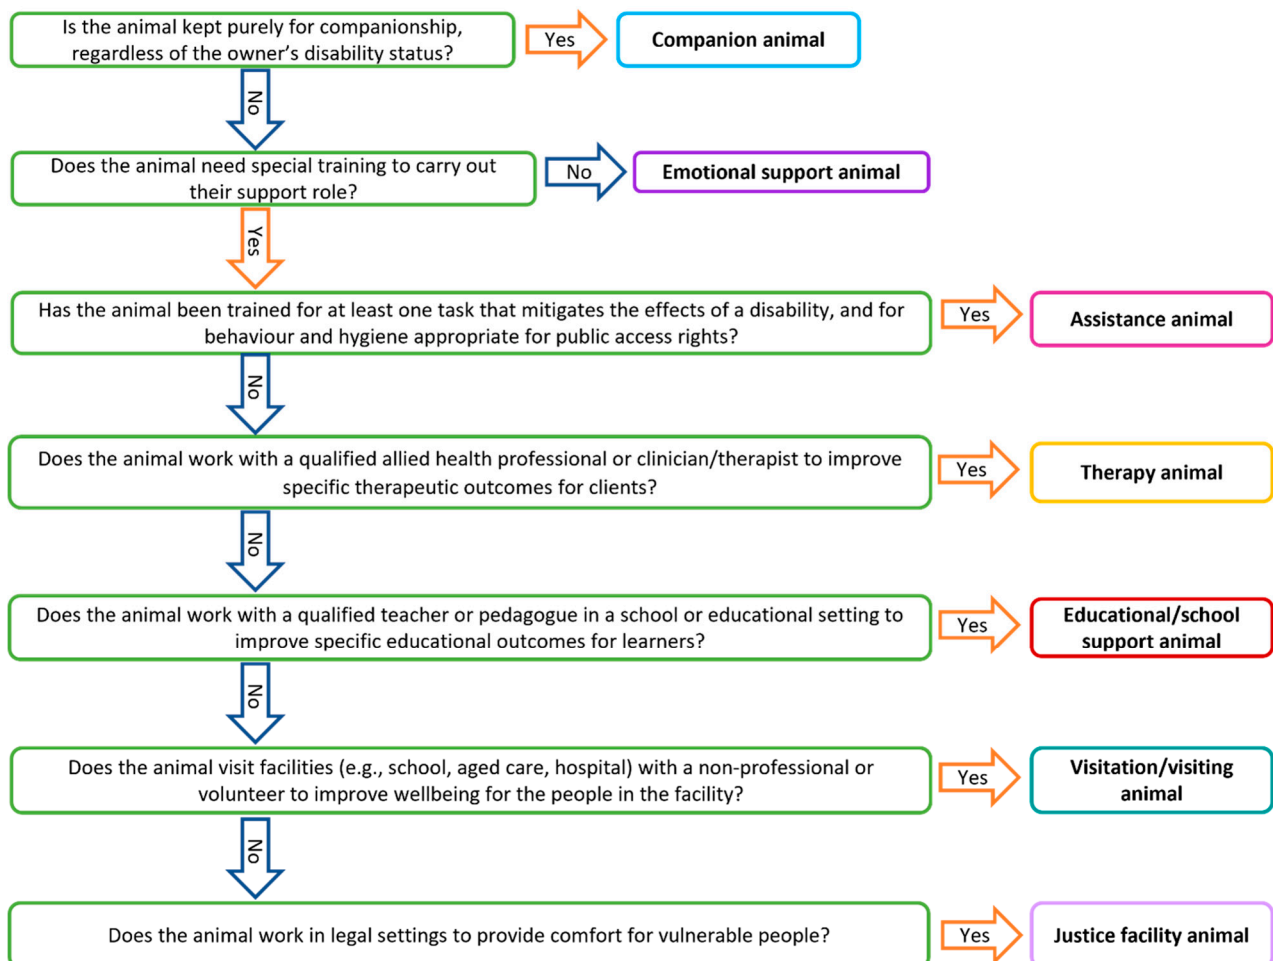 Is the animal kept purely for companionship,
regardless of the owner’s disability status?
Yes
Companion animal
No
Does the animal need special training to carry out
their support role?
No
Emotional support animal
Yes
Has the animal been trained for at least one task that mitigates the effects of a disability, and for
behaviour and hygiene appropriate for public access rights?
Yes
Assistance animal
No
Does the animal work with a qualified allied health professional or clinician/therapist to improve
specific therapeutic outcomes for clients?
Yes
Therapy animal
No
Does the animal work with a qualified teacher or pedagogue in a school or educational setting to
improve specific educational outcomes for learners?
Yes
Educational/school
support animal
No
Does the animal visit facilities (e.g., school, aged care, hospital) with a non-professional or
volunteer to improve wellbeing for the people in the facility?
Yes
Visitation/visiting
animal
No
Does the animal work in legal settings to provide comfort for vulnerable people?
Yes
Justice facility animal